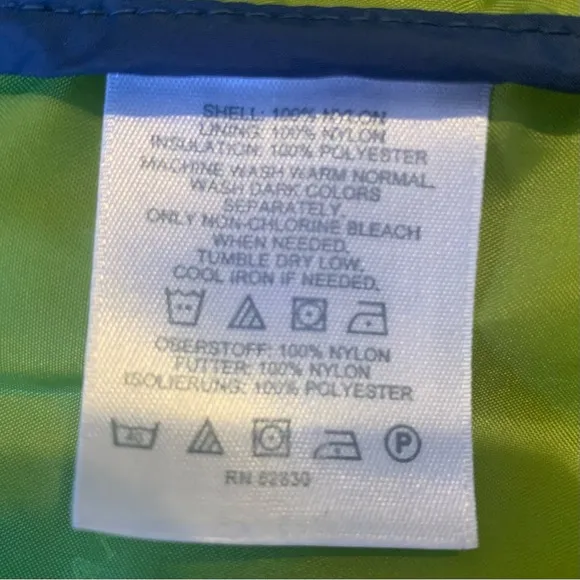 SHELL: 100% NYLON
LINING: 100% NYLON
INSULATION: 100% POLYESTER
MACHINE WASH WARM NORMAL.
WASH DARK COLORS
SEPARATELY.
ONLY NON-CHLORINE BLEACH
WHEN NEEDED.
TUMBLE DRY LOW.
COOL IRON IF NEEDED.
OBERSTOFF: 100% NYLON
FUTTER: 100% NYLON
ISOLIERUNG: 100% POLYESTER
40 P
RN 62830